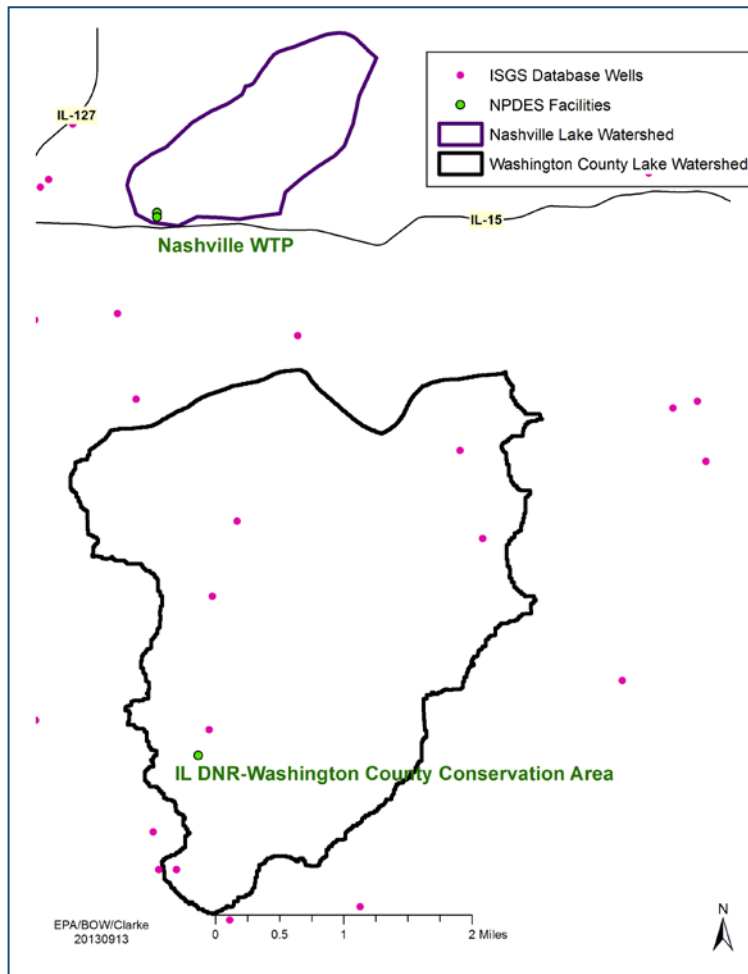 ISGS Database Wells
NPDES Facilities
Nashville Lake Watershed
Washington County Lake Watershed
IL-127
IL-15
Nashville WTP
IL DNR-Washington County Conservation Area
EPA/BOW/Clarke
20130913
0 0.5 1 2 Miles
N